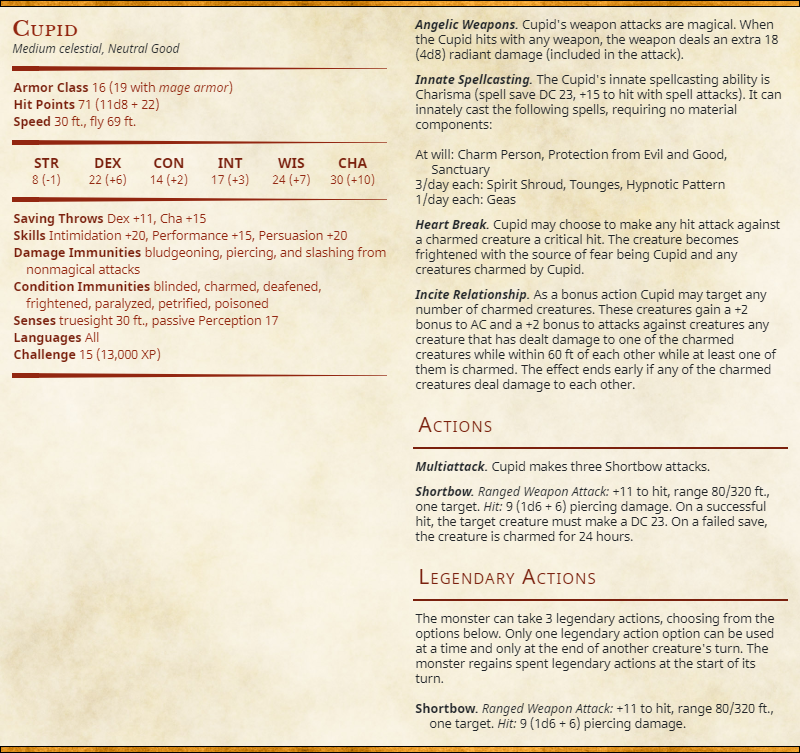 Cupid
Medium celestial, Neutral Good
Armor Class 16 (19 with mage armor)
Hit Points 71 (11d8 + 22)
Speed 30 ft., fly 69 ft.
STR DEX CON INT WIS CHA
8 (-1) 22 (+6) 14 (+2) 17 (+3) 24 (+7) 30 (+10)
Saving Throws Dex +11, Cha +15
Skills Intimidation +20, Performance +15, Persuasion +20
Damage Immunities bludgeoning, piercing, and slashing from
nonmagical attacks
Condition Immunities blinded, charmed, deafened,
frightened, paralyzed, petrified, poisoned
Senses truesight 30 ft., passive Perception 17
Languages All
Challenge 15 (13,000 XP)
Angelic Weapons. Cupid's weapon attacks are magical. When
the Cupid hits with any weapon, the weapon deals an extra 18
(4d8) radiant damage (included in the attack).
Innate Spellcasting. The Cupid's innate spellcasting ability is
Charisma (spell save DC 23, +15 to hit with spell attacks). It can
innately cast the following spells, requiring no material
components:
At will: Charm Person, Protection from Evil and Good,
Sanctuary
3/day each: Spirit Shroud, Tounges, Hypnotic Pattern
1/day each: Geas
Heart Break. Cupid may choose to make any hit attack against
a charmed creature a critical hit. The creature becomes
frightened with the source of fear being Cupid and any
creatures charmed by Cupid.
Incite Relationship. As a bonus action Cupid may target any
number of charmed creatures. These creatures gain a +2
bonus to AC and a +2 bonus to attacks against creatures any
creature that has dealt damage to one of the charmed
creatures while within 60 ft of each other while at least one of
them is charmed. The effect ends early if any of the charmed
creatures deal damage to each other.
Actions
Multiattack. Cupid makes three Shortbow attacks.
Shortbow. Ranged Weapon Attack: +11 to hit, range 80/320 ft.,
one target. Hit: 9 (1d6 + 6) piercing damage. On a successful
hit, the target creature must make a DC 23. On a failed save,
the creature is charmed for 24 hours.
Legendary Actions
The monster can take 3 legendary actions, choosing from the
options below. Only one legendary action option can be used
at a time and only at the end of another creature's turn. The
monster regains spent legendary actions at the start of its
turn.
Shortbow. Ranged Weapon Attack: +11 to hit, range 80/320 ft.,
one target. Hit: 9 (1d6 + 6) piercing damage.